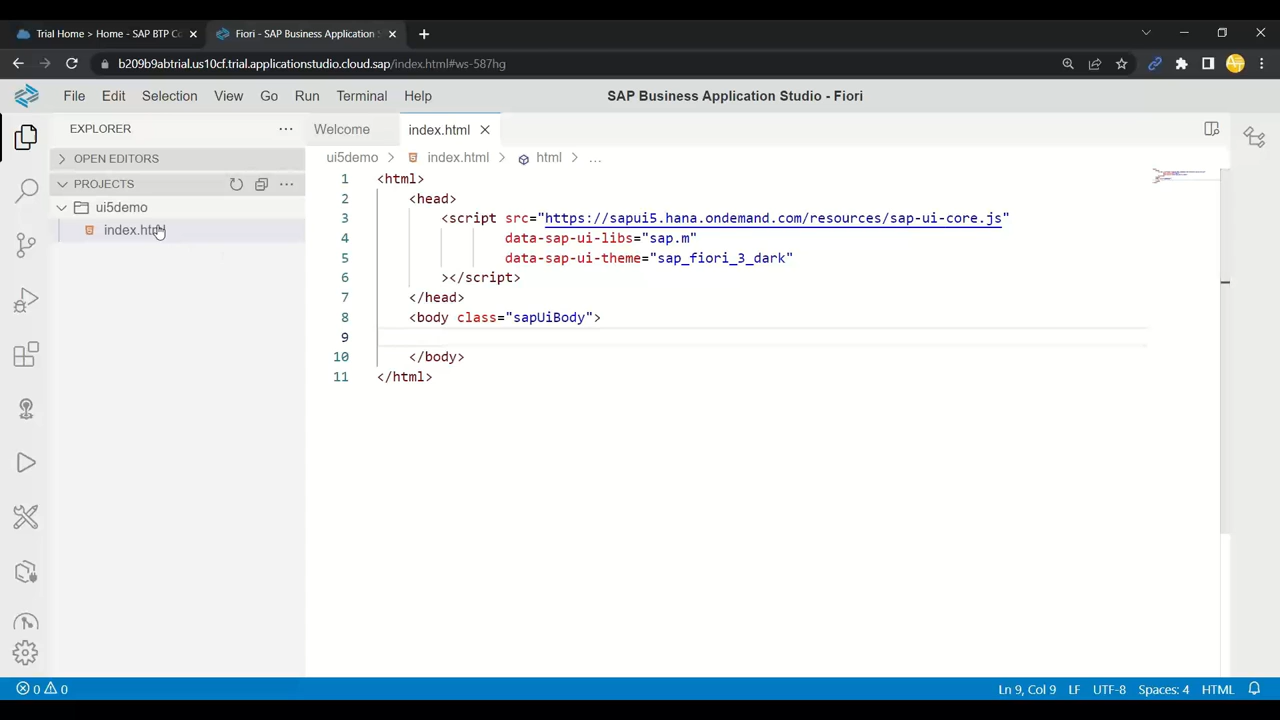 Trial Home > Home - SAP BTP Co
Fiori - SAP Business Application S
b209b9abtrial.us10cf.trial.applicationstudio.cloud.sap/index.html#ws-587hg
File Edit Selection View Go Run Terminal Help
SAP Business Application Studio - Fiori
EXPLORER
OPEN EDITORS
PROJECTS
ui5demo
index.html
Welcome
index.html
ui5demo > index.html > html > ...
1 <html>
2 <head>
3 <script src="https://sapui5.hana.ondemand.com/resources/sap-ui-core.js"
4 data-sap-ui-libs="sap.m"
5 data-sap-ui-theme="sap_fiori_3_dark"
6 ></script>
7 </head>
8 <body class="sapUiBody">
9
10 </body>
11 </html>
0 0
Ln 9, Col 9 LF UTF-8 Spaces: 4 HTML